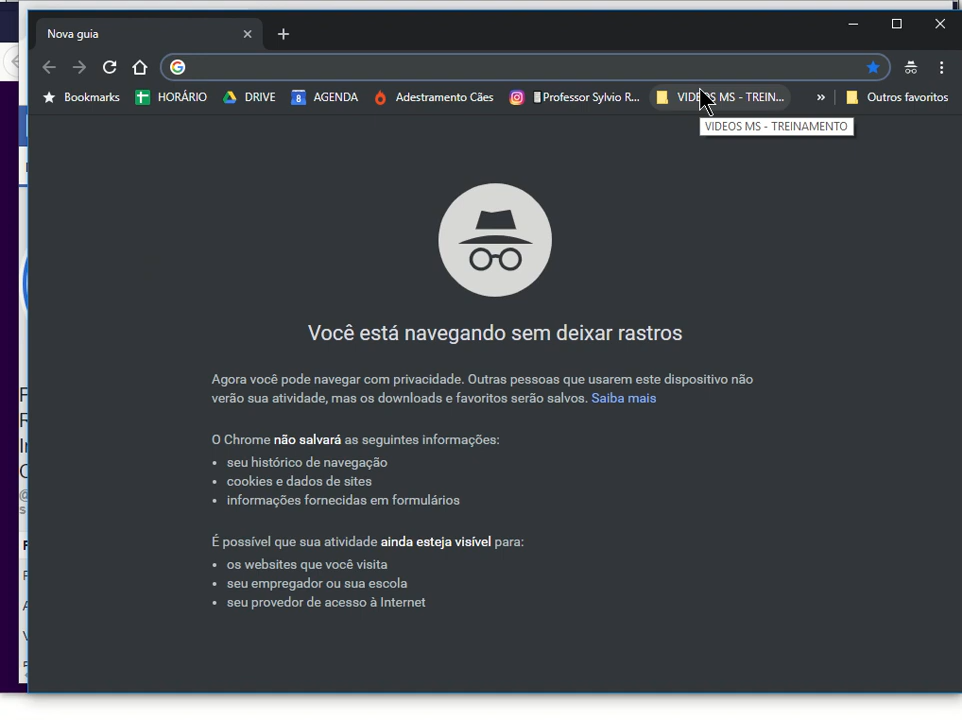 Nova guia
Bookmarks HORÁRIO DRIVE 8 AGENDA Adestramento Cães Professor Sylvio R... VIDEOS MS - TREIN... » Outros favoritos
VIDEOS MS - TREINAMENTO
Você está navegando sem deixar rastros
Agora você pode navegar com privacidade. Outras pessoas que usarem este dispositivo não
verão sua atividade, mas os downloads e favoritos serão salvos. Saiba mais
O Chrome não salvará as seguintes informações:
• seu histórico de navegação
• cookies e dados de sites
• informações fornecidas em formulários
É possível que sua atividade ainda esteja visível para:
• os websites que você visita
• seu empregador ou sua escola
• seu provedor de acesso à Internet